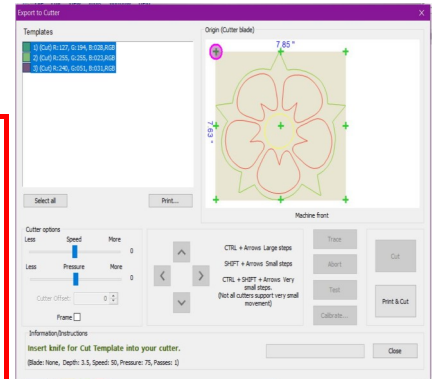 Export to Cutter
Templates
1) (Cut) R:127, G:194, B:028,RGB
2) (Cut) R:255, G:255, B:023,RGB
3) (Cut) R:240, G:051, B:031,RGB
Select all
Print...
Origin (Cutter blade)
7.85 "
7.63 "
Machine front
Cutter options
Less Speed More
0
Less Pressure More
0
Cutter Offset: 0
Frame
CTRL + Arrows Large steps
SHIFT + Arrows Small steps
CTRL + SHIFT + Arrows Very
small steps.
(Not all cutters support very small
movement)
Trace
Abort
Test
Calibrate...
Cut
Print & Cut
Information/Instructions
Insert knife for Cut Template into your cutter.
(Blade: None, Depth: 3.5, Speed: 50, Pressure: 75, Passes: 1)
Close